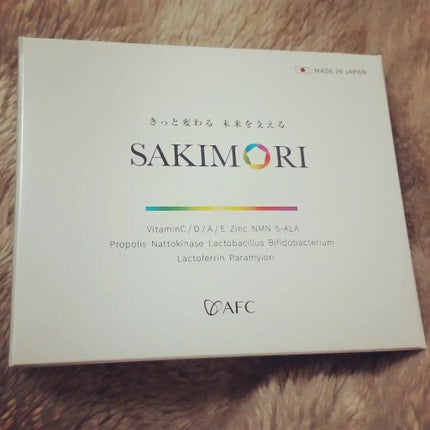 MADE IN JAPAN
きっと変わる 未来を支える
SAKIMORI
VitaminC / D / A / E Zinc NMN 5-ALA
Propolis Nattokinase Lactobacillus Bifidobacterium
Lactoferrin Paramyion
AFC